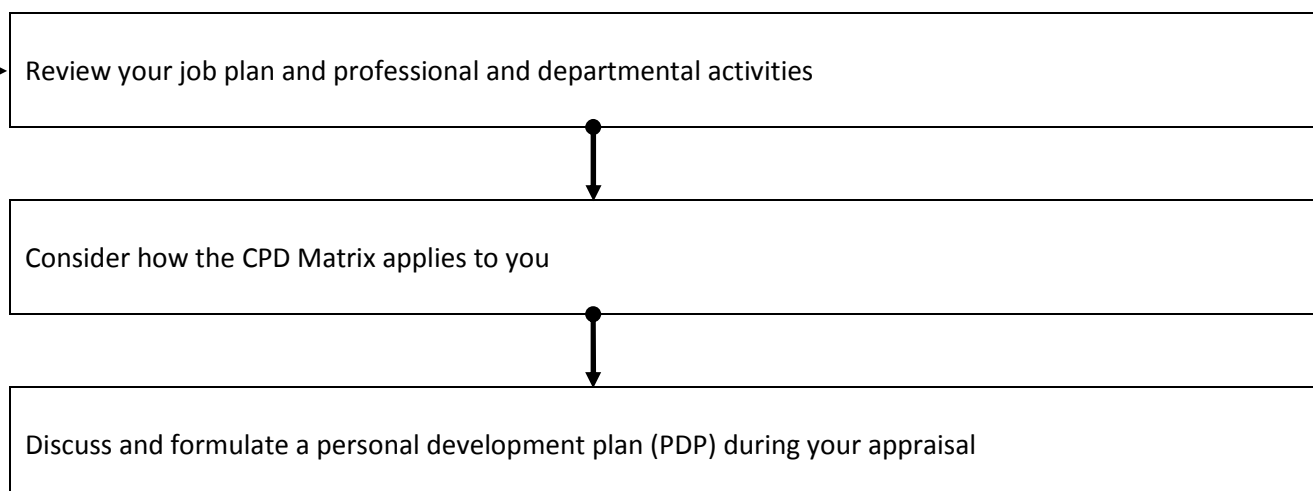 Review your job plan and professional and departmental activities
Consider how the CPD Matrix applies to you
Discuss and formulate a personal development plan (PDP) during your appraisal